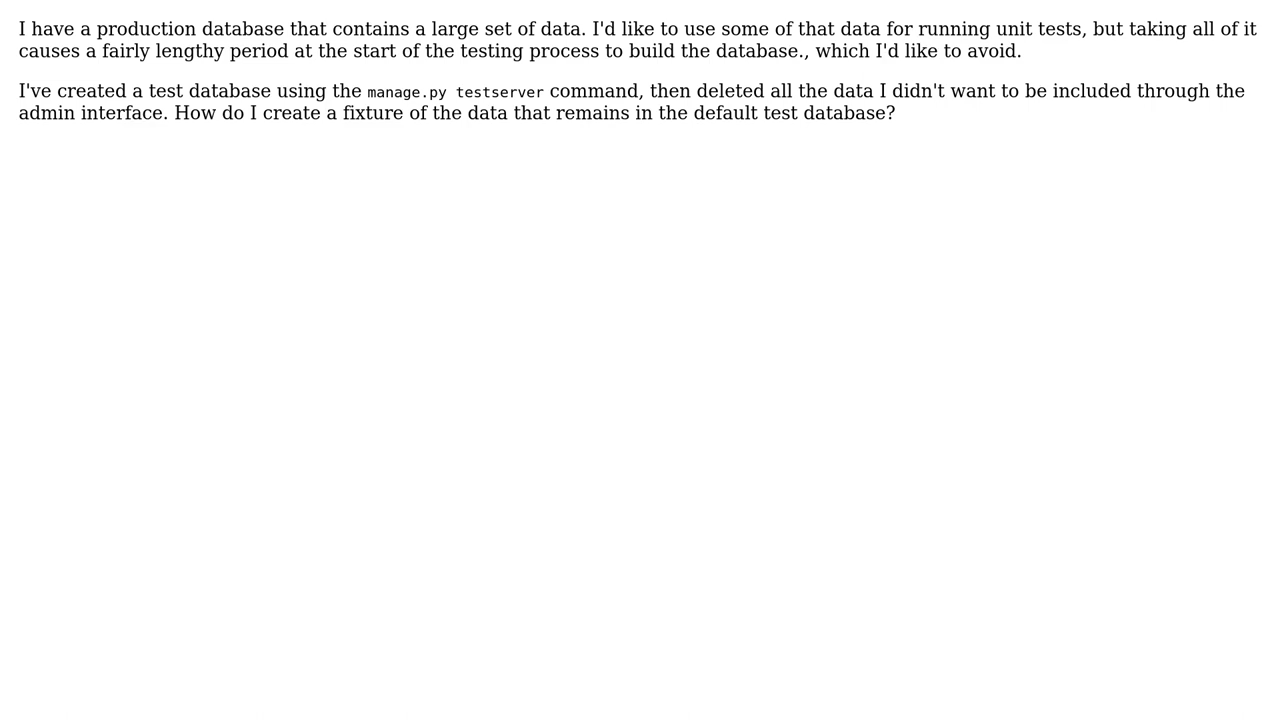 I have a production database that contains a large set of data. I'd like to use some of that data for running unit tests, but taking all of it
causes a fairly lengthy period at the start of the testing process to build the database., which I'd like to avoid.
I've created a test database using the manage.py testserver command, then deleted all the data I didn't want to be included through the
admin interface. How do I create a fixture of the data that remains in the default test database?